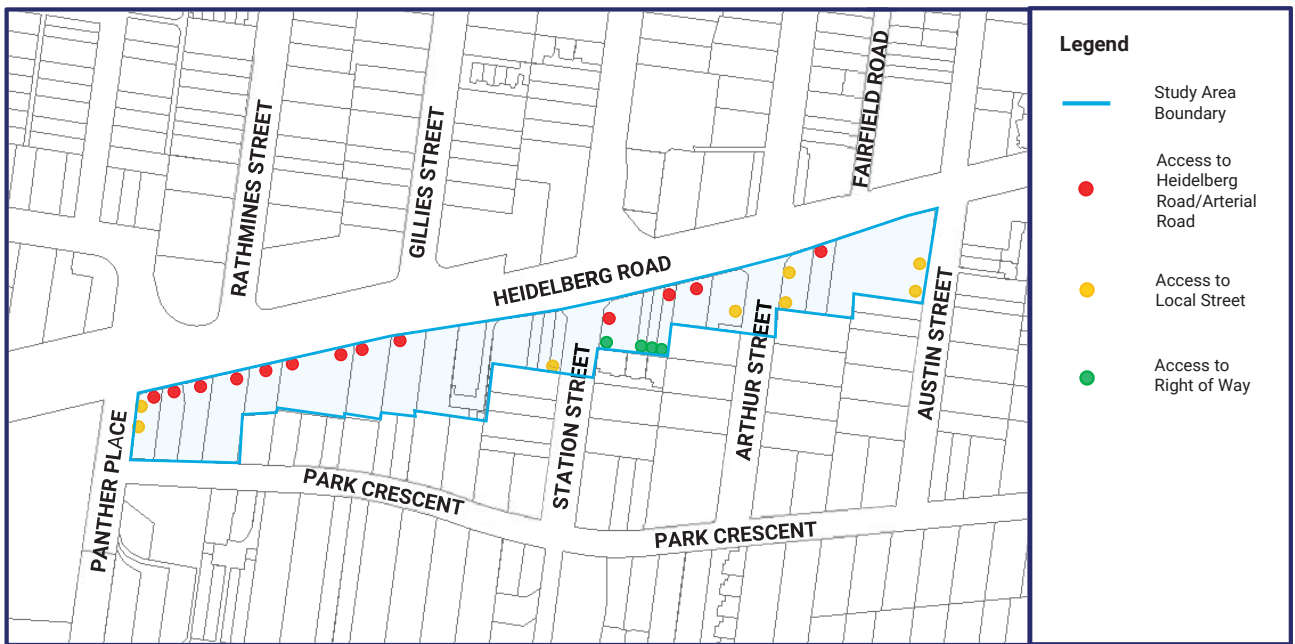 RATHMINES STREET
GILLIES STREET
FAIRFIELD ROAD
HEIDELBERG ROAD
PANTHER PLACE
STATION STREET
ARTHUR STREET
AUSTIN STREET
PARK CRESCENT
PARK CRESCENT
Legend
Study Area
Boundary
Access to
Heidelberg
Road/Arterial
Road
Access to
Local Street
Access to
Right of Way